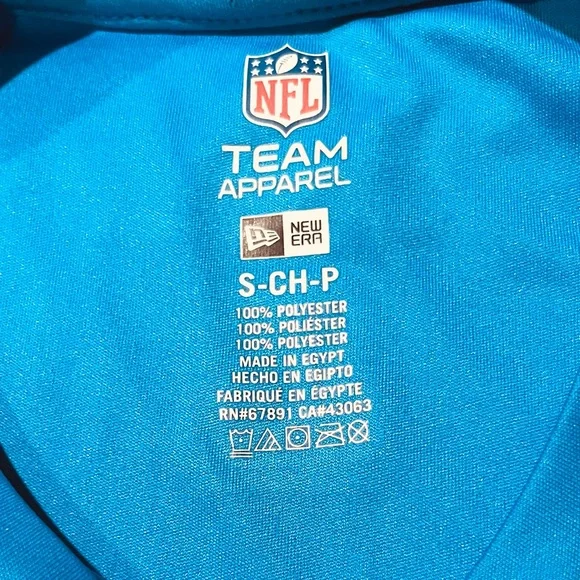 NFL
TEAM
APPAREL
NEW
ERA
S-CH-P
100% POLYESTER
100% POLIÉSTER
100% POLYESTER
MADE IN EGYPT
HECHO EN EGIPTO
FABRIQUÉ EN ÉGYPTE
RN#67891 CA#43063